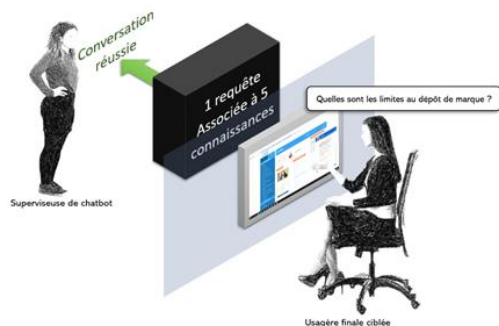 Conversation
réussie
1 requête
Associée à 5
connaissances
Quelles sont les limites au dépôt de marque ?
Superviseuse de chatbot
Usagère finale ciblée